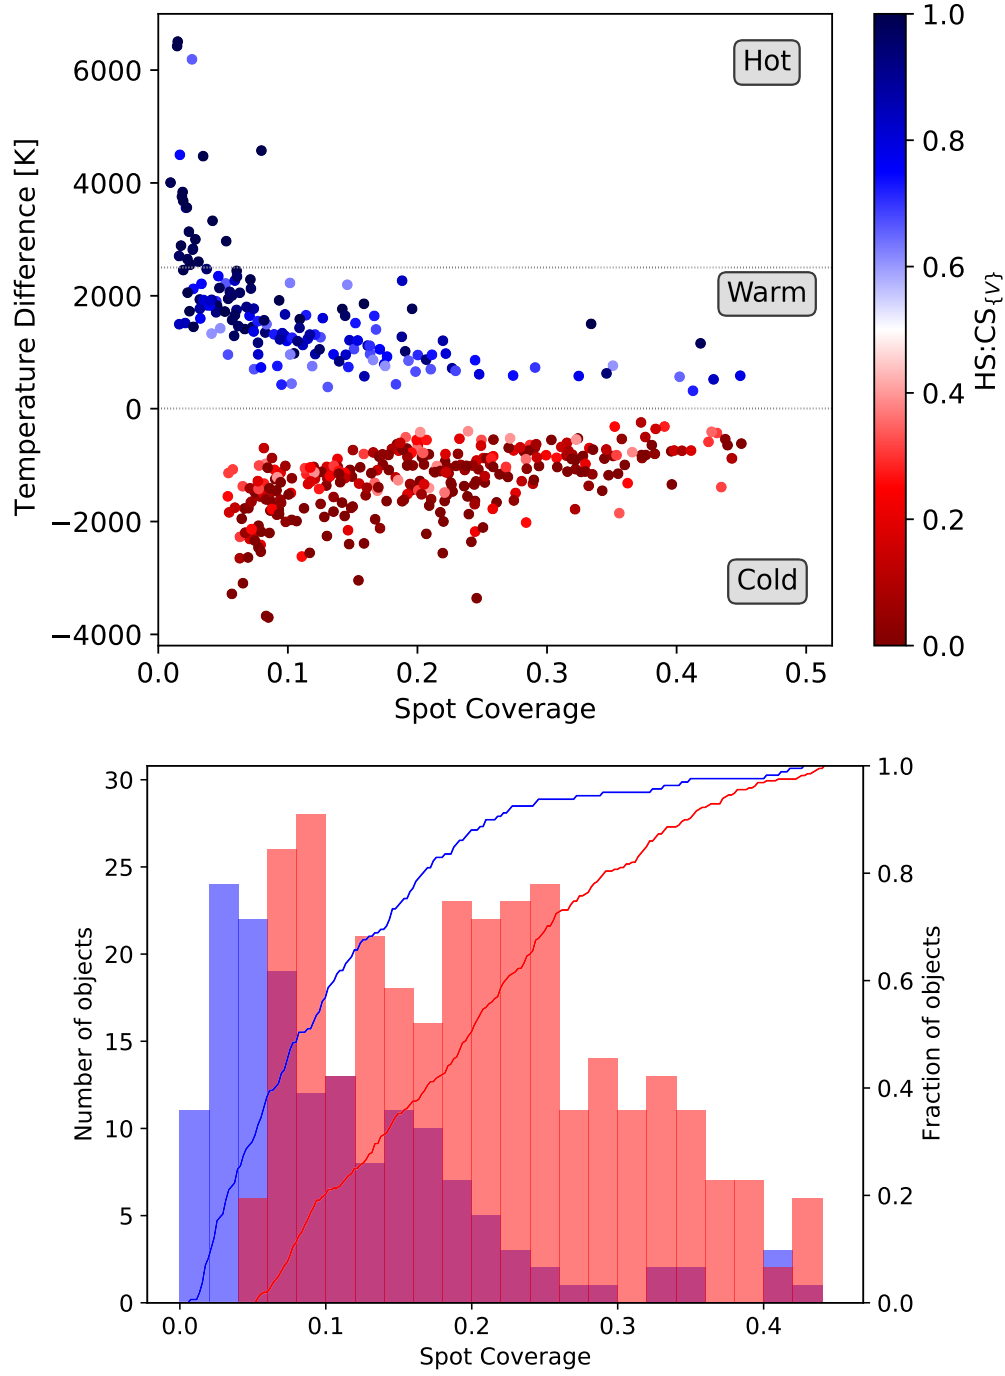 6000
4000
2000
0
−2000
−4000
Temperature Difference [K]
Hot
Warm
Cold
0.0 0.1 0.2 0.3 0.4 0.5
Spot Coverage
1.0
0.8
0.6
0.4
0.2
0.0
HS:CS{V}
30
25
20
15
10
5
0
Number of objects
1.0
0.8
0.6
0.4
0.2
0.0
Fraction of objects
0.0 0.1 0.2 0.3 0.4
Spot Coverage